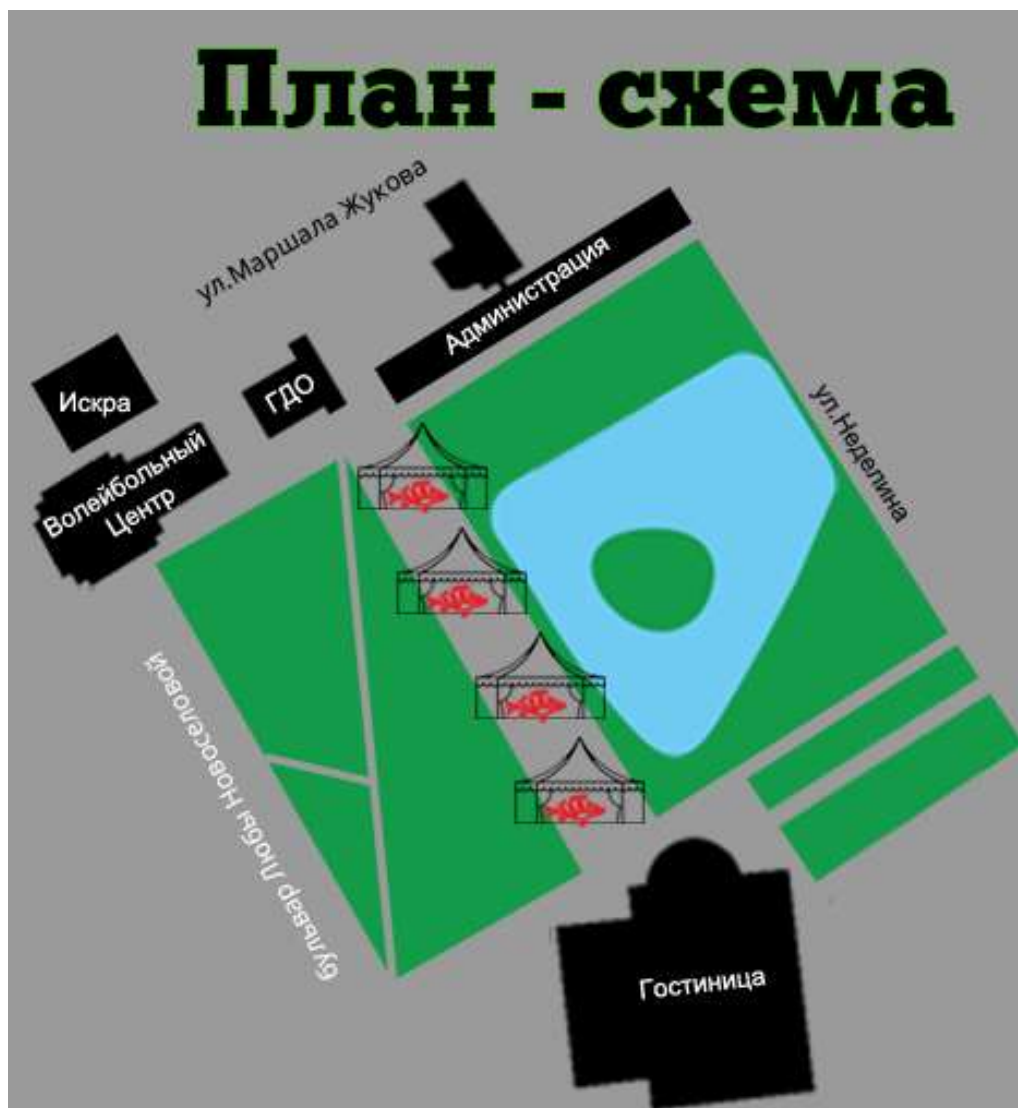 План - схема
ул.Маршала Жукова
Администрация
Искра
ГДО
ул.Неделина
Волейбольный
Центр
бульвар Любы Новоселовой
Гостиница